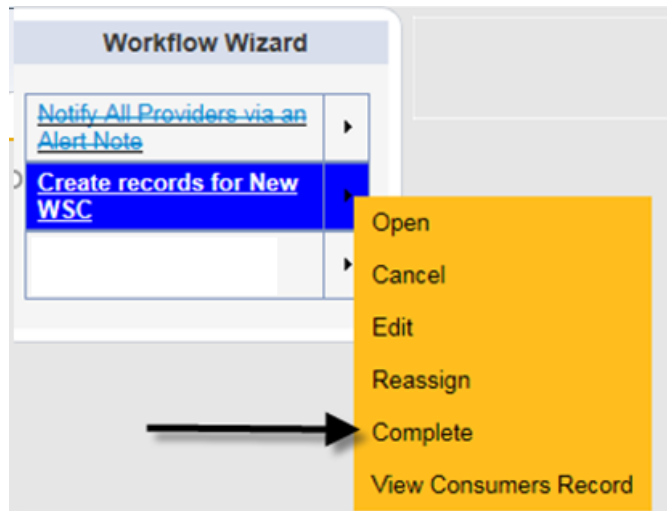 Workflow Wizard
Notify All Providers via an
Alert Note
Create records for New
WSC
Open
Cancel
Edit
Reassign
Complete
View Consumers Record